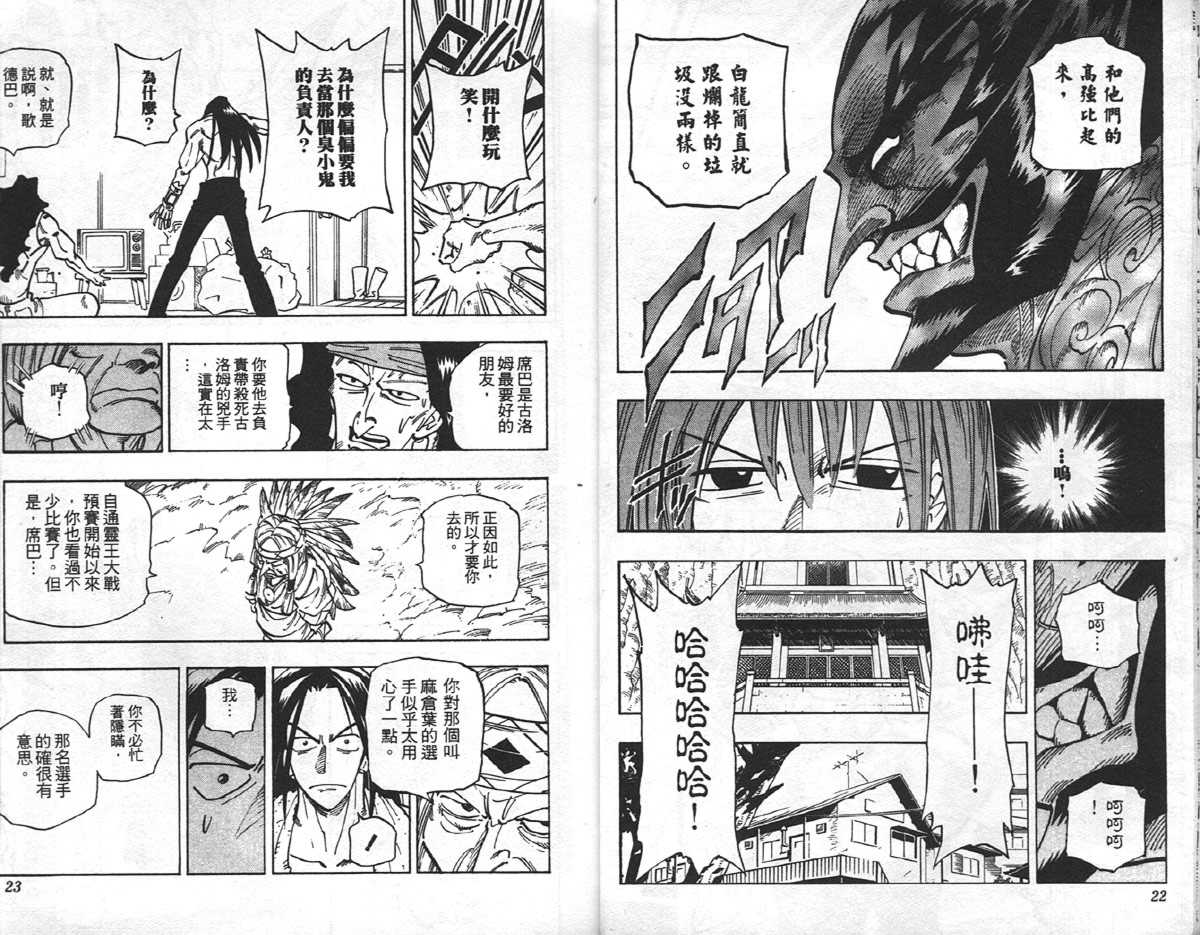 和他們的
高強比起
來，
白龍簡直就
跟爛掉的垃
圾沒兩樣。
…嗚！
呵呵…
呵呵呵
！
咈哇——！
哈哈哈哈哈！
22
開什麼玩
笑！
為什麼偏偏要我
去當那個臭小鬼
的負責人？
為什麼？
就、就是
說啊，歌
德巴。
席巴是古洛
姆最要好的
朋友，
你要他去負
責帶殺死古
洛姆的兇手
，這實在太
…
哼！
正因如此，
所以才要你
去的。
自通靈王大戰
預賽開始以來
，你也看過不
少比賽了。但
是，席巴…
你對那個叫
麻倉葉的選
手似乎太用
心了一點。
！
我…
你不必忙
著隱瞞，
那名選手
的確很有
意思。
23